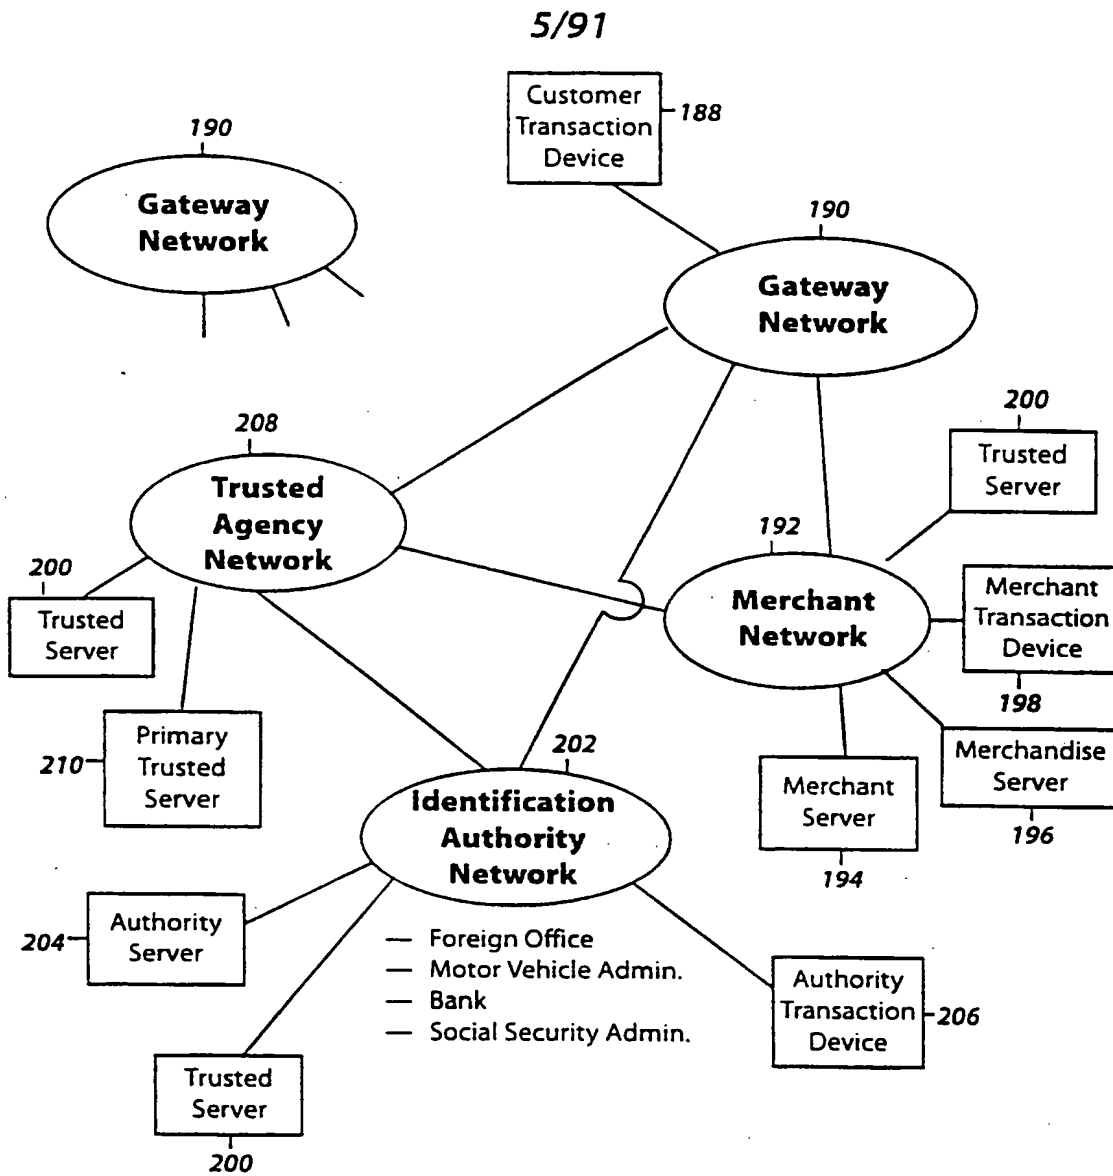 5/91
Customer
Transaction
Device
188
190
Gateway
Network
190
Gateway
Network
200
Trusted
Server
208
Trusted
Agency
Network
192
Merchant
Network
Merchant
Transaction
Device
198
200
Trusted
Server
210
Primary
Trusted
Server
202
Identification
Authority
Network
Merchant
Server
194
Merchandise
Server
196
204
Authority
Server
— Foreign Office
— Motor Vehicle Admin.
— Bank
— Social Security Admin.
Authority
Transaction
Device
206
Trusted
Server
200